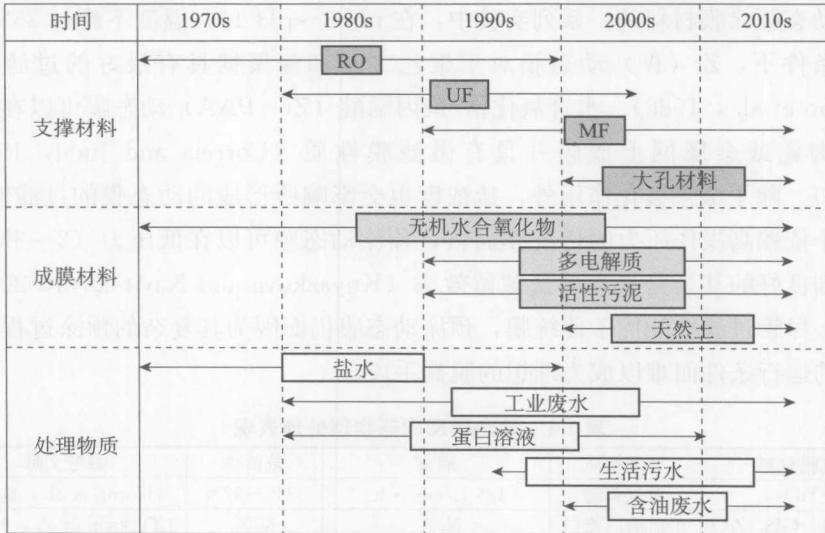 时间 1970s 1980s 1990s 2000s 2010s
RO
UF
支撑材料
MF
大孔材料
无机水合氧化物
多电解质
成膜材料
活性污泥
天然土
盐水
工业废水
处理物质
蛋白溶液
生活污水
含油废水